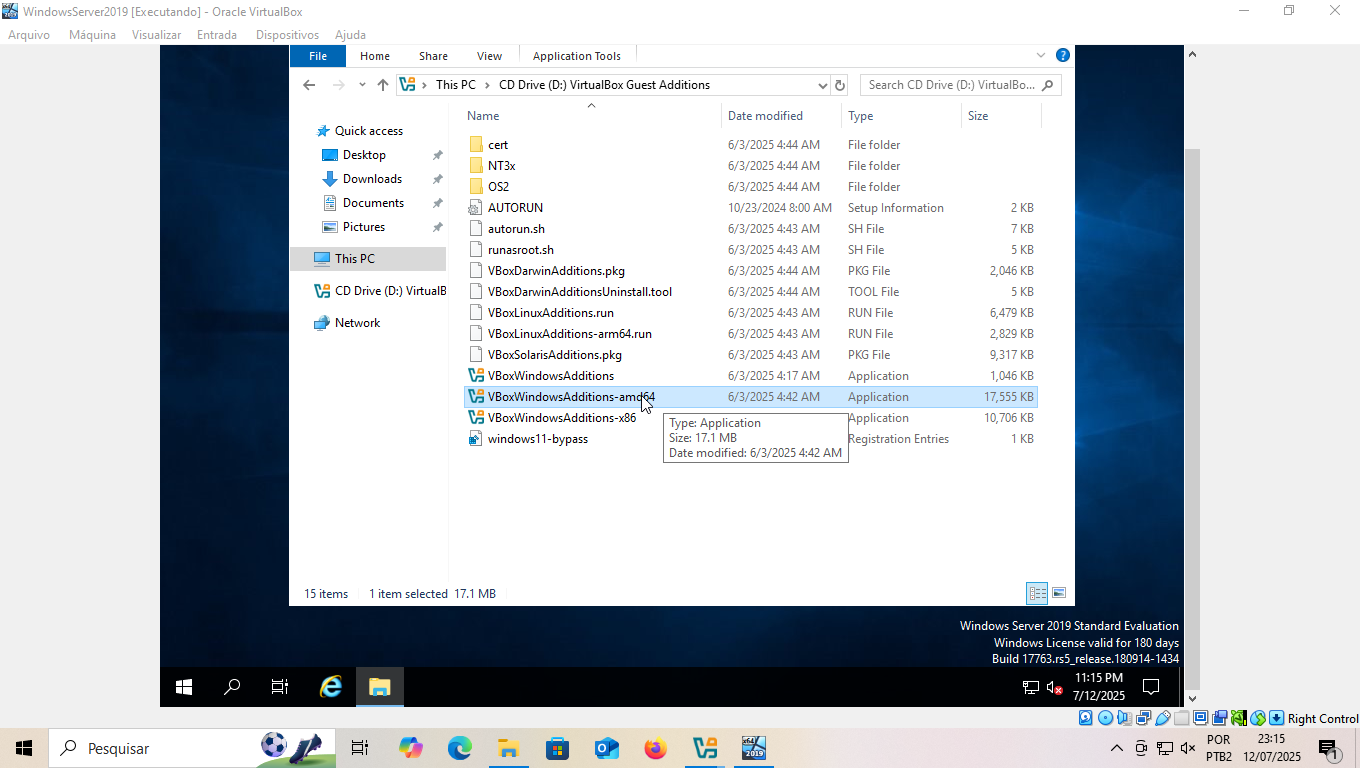 WindowsServer2019 [Executando] - Oracle VirtualBox
Arquivo Máquina Visualizar Entrada Dispositivos Ajuda
File Home Share View Application Tools
This PC CD Drive (D:) VirtualBox Guest Additions Search CD Drive (D:) VirtualBo...
Name Date modified Type Size
Quick access
Desktop
Downloads
Documents
Pictures
This PC
CD Drive (D:) VirtualB
Network
cert 6/3/2025 4:44 AM File folder
NT3x 6/3/2025 4:44 AM File folder
OS2 6/3/2025 4:44 AM File folder
AUTORUN 10/23/2024 8:00 AM Setup Information 2 KB
autorun.sh 6/3/2025 4:43 AM SH File 7 KB
runasroot.sh 6/3/2025 4:43 AM SH File 5 KB
VBoxDarwinAdditions.pkg 6/3/2025 4:44 AM PKG File 2,046 KB
VBoxDarwinAdditionsUninstall.tool 6/3/2025 4:44 AM TOOL File 5 KB
VBoxLinuxAdditions.run 6/3/2025 4:43 AM RUN File 6,479 KB
VBoxLinuxAdditions-arm64.run 6/3/2025 4:43 AM RUN File 2,829 KB
VBoxSolarisAdditions.pkg 6/3/2025 4:43 AM PKG File 9,317 KB
VBoxWindowsAdditions 6/3/2025 4:17 AM Application 1,046 KB
VBoxWindowsAdditions-amd64 6/3/2025 4:42 AM Application 17,555 KB
VBoxWindowsAdditions-x86 Application 10,706 KB
windows11-bypass Registration Entries 1 KB
Type: Application
Size: 17.1 MB
Date modified: 6/3/2025 4:42 AM
15 items 1 item selected 17.1 MB
Windows Server 2019 Standard Evaluation
Windows License valid for 180 days
Build 17763.rs5_release.180914-1434
11:15 PM
7/12/2025
Right Control
Pesquisar
x64
2019
POR
PTB2
23:15
12/07/2025
1